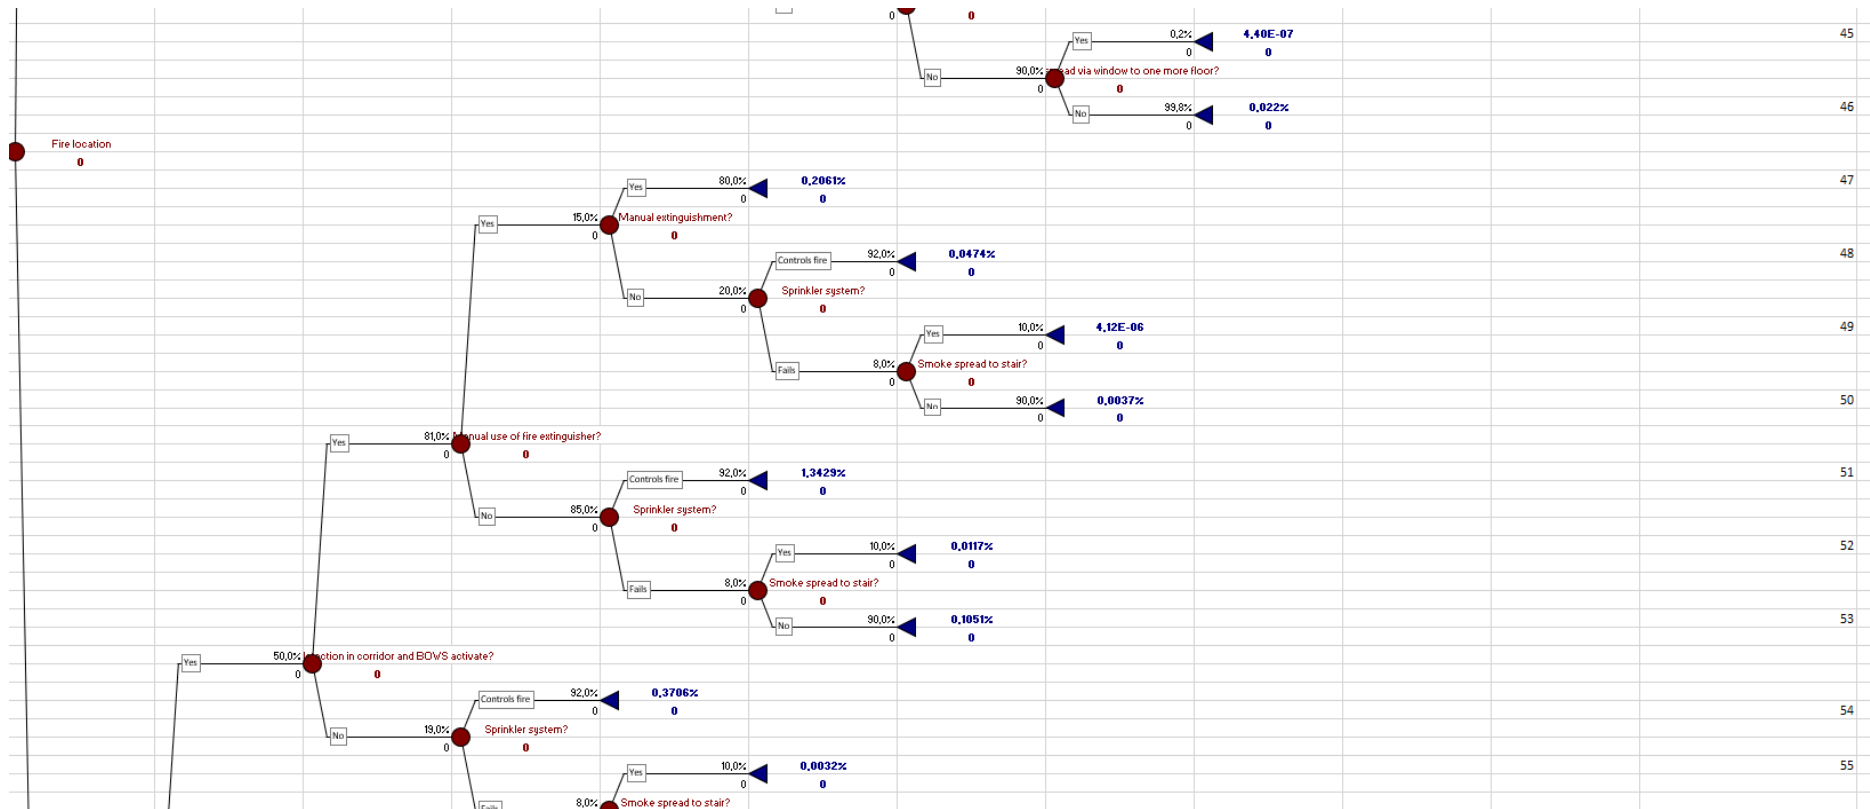 0 0
Yes 0,2% 4,40E-07 45
0 0
No 90,0% ad via window to one more floor?
0 0
No 99,8% 0,022% 46
0 0
Fire location
0
Yes 80,0% 0,2061% 47
0 0
Yes 15,0% Manual extinguishment?
0 0
Controls fire 92,0% 0,0474% 48
0 0
No 20,0% Sprinkler system?
0 0
Yes 10,0% 4,12E-06 49
0 0
Fails 8,0% Smoke spread to stair?
0 0
No 90,0% 0,0037% 50
0 0
Yes 81,0% nual use of fire extinguisher?
0 0
Controls fire 92,0% 1,3429% 51
0 0
No 85,0% Sprinkler system?
0 0
Yes 10,0% 0,0117% 52
0 0
Fails 8,0% Smoke spread to stair?
0 0
No 90,0% 0,1051% 53
0 0
Yes 50,0% ction in corridor and BOWS activate?
0 0
Controls fire 92,0% 0,3706% 54
0 0
No 19,0% Sprinkler system?
0 0
Yes 10,0% 0,0032% 55
0 0
Fails 8,0% Smoke spread to stair?